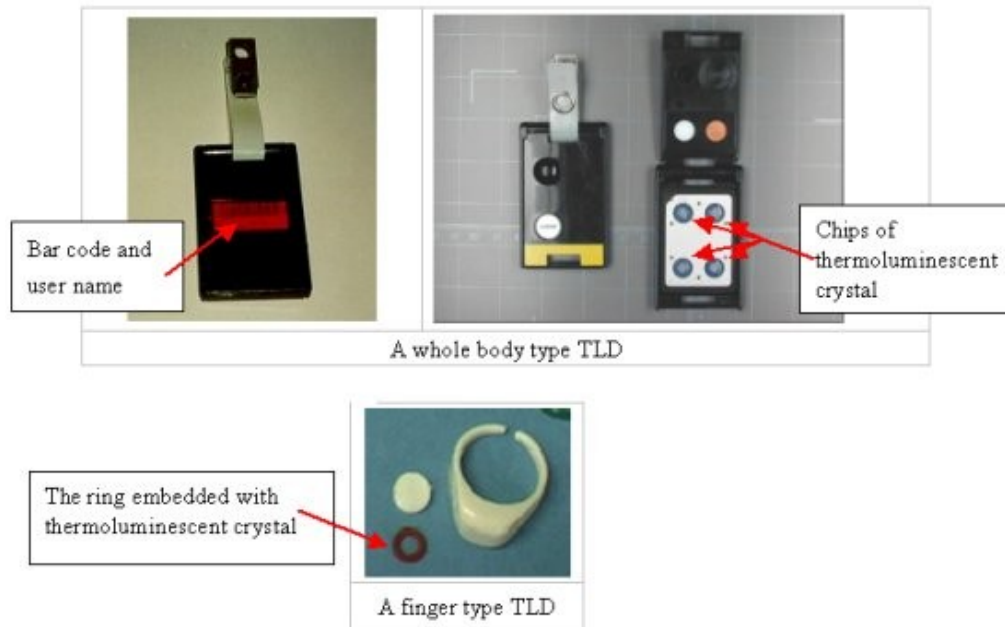 Bar code and
user name
Chips of
thermoluminescent
crystal
A whole body type TLD
The ring embedded with
thermoluminescent crystal
A finger type TLD